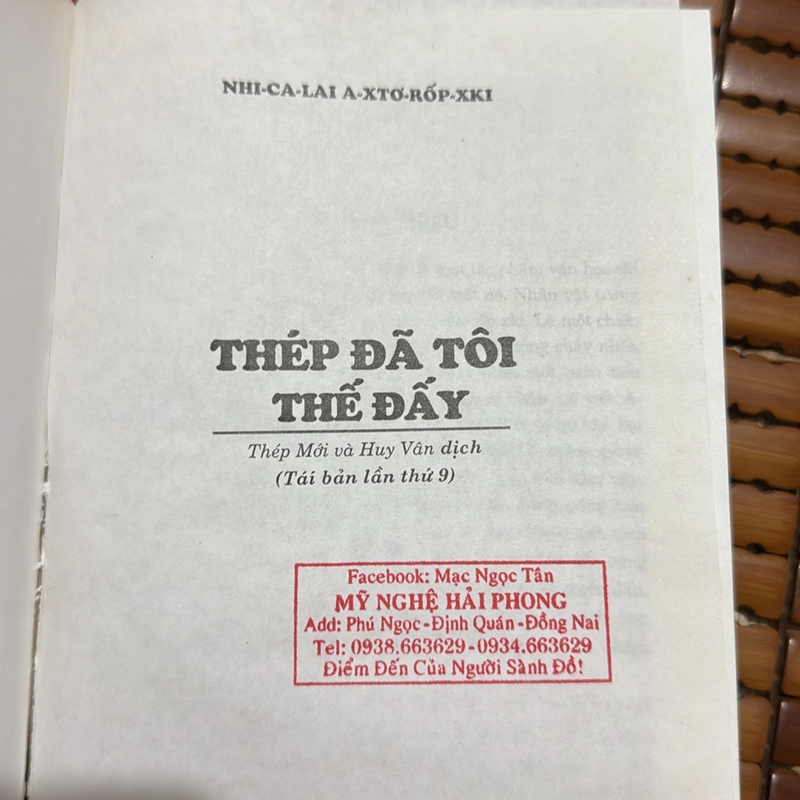 NHI-CA-LAI A-XTƠ-RỐP-XKI
THÉP ĐÃ TÔI
THẾ ĐẤY
Thép Mới và Huy Vân dịch
(Tái bản lần thứ 9)
Facebook: Mạc Ngọc Tân
MỸ NGHỆ HẢI PHONG
Add: Phú Ngọc-Định Quán-Đồng Nai
Tel: 0938.663629-0934.663629
Điểm Đến Của Người Sành Đồ!